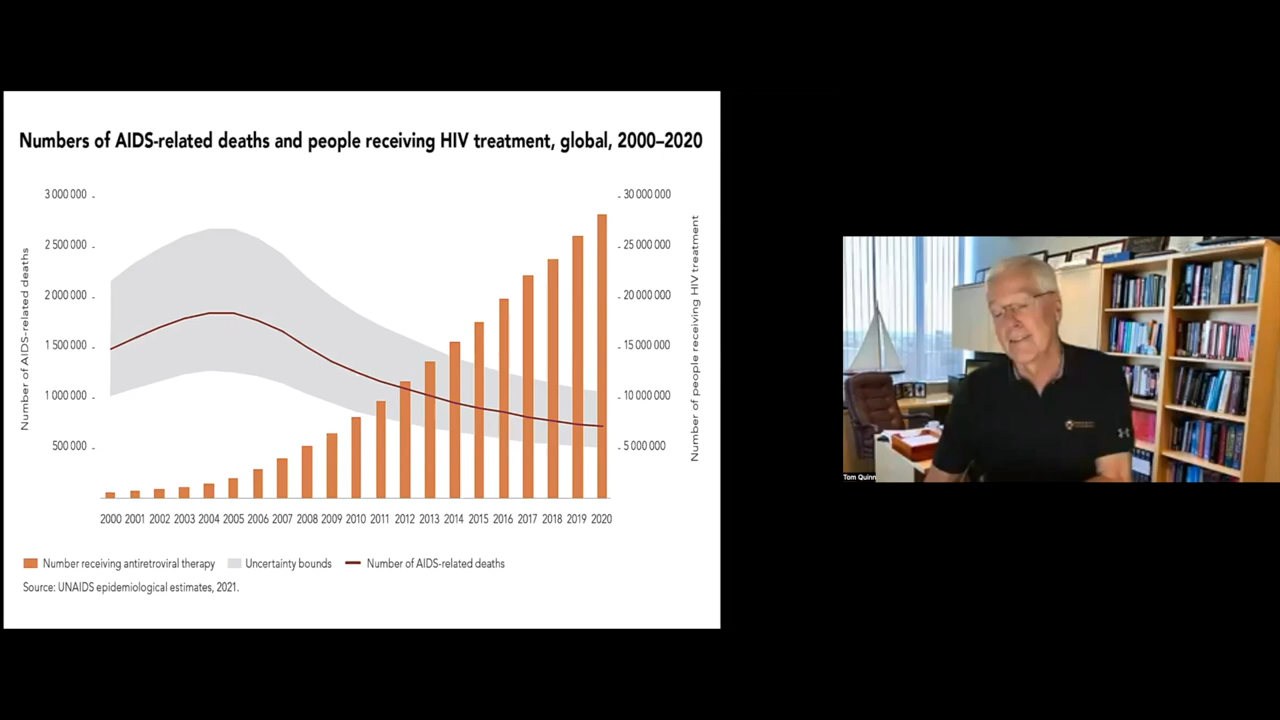 Numbers of AIDS-related deaths and people receiving HIV treatment, global, 2000–2020
3 000 000
2 500 000
2 000 000
1 500 000
1 000 000
500 000
Number of AIDS-related deaths
30 000 000
25 000 000
20 000 000
15 000 000
10 000 000
5 000 000
Number of people receiving HIV treatment
2000 2001 2002 2003 2004 2005 2006 2007 2008 2009 2010 2011 2012 2013 2014 2015 2016 2017 2018 2019 2020
Number receiving antiretroviral therapy Uncertainty bounds Number of AIDS-related deaths
Source: UNAIDS epidemiological estimates, 2021.
Tom Quinn